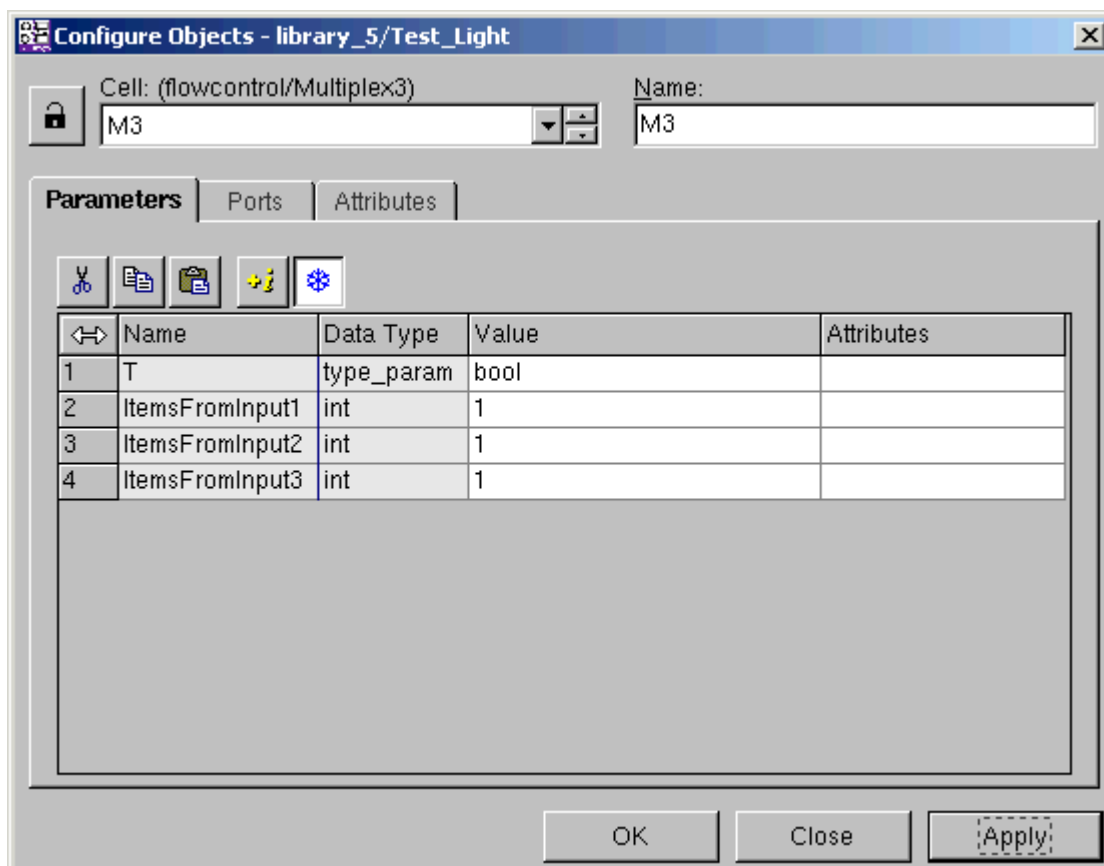 Configure Objects - library_5/Test_Light
Cell: (flowcontrol/Multiplex3)
Name:
M3
M3
Parameters
Ports
Attributes
Name Data Type Value Attributes
1 T type_param bool
2 ItemsFromInput1 int 1
3 ItemsFromInput2 int 1
4 ItemsFromInput3 int 1
OK
Close
Apply